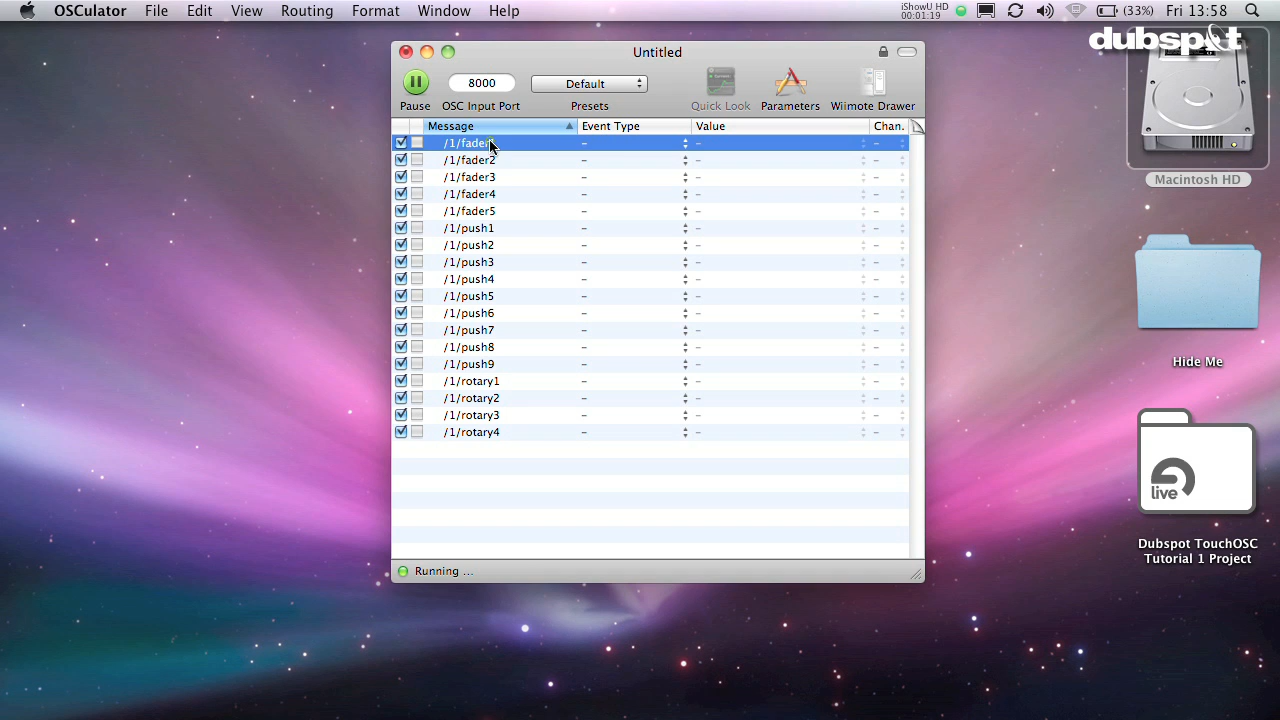 OSCulator File Edit View Routing Format Window Help iShowU HD 00:01:19 (33%) Fri 13:58
dubspot
Untitled
8000 Default
Pause OSC Input Port Presets Quick Look Parameters Wiimote Drawer
Message Event Type Value Chan.
/1/fader – – –
/1/fader2 – – –
/1/fader3 – – –
/1/fader4 – – –
/1/fader5 – – –
/1/push1 – – –
/1/push2 – – –
/1/push3 – – –
/1/push4 – – –
/1/push5 – – –
/1/push6 – – –
/1/push7 – – –
/1/push8 – – –
/1/push9 – – –
/1/rotary1 – – –
/1/rotary2 – – –
/1/rotary3 – – –
/1/rotary4 – – –
Running ...
Macintosh HD
Hide Me
live
Dubspot TouchOSC
Tutorial 1 Project